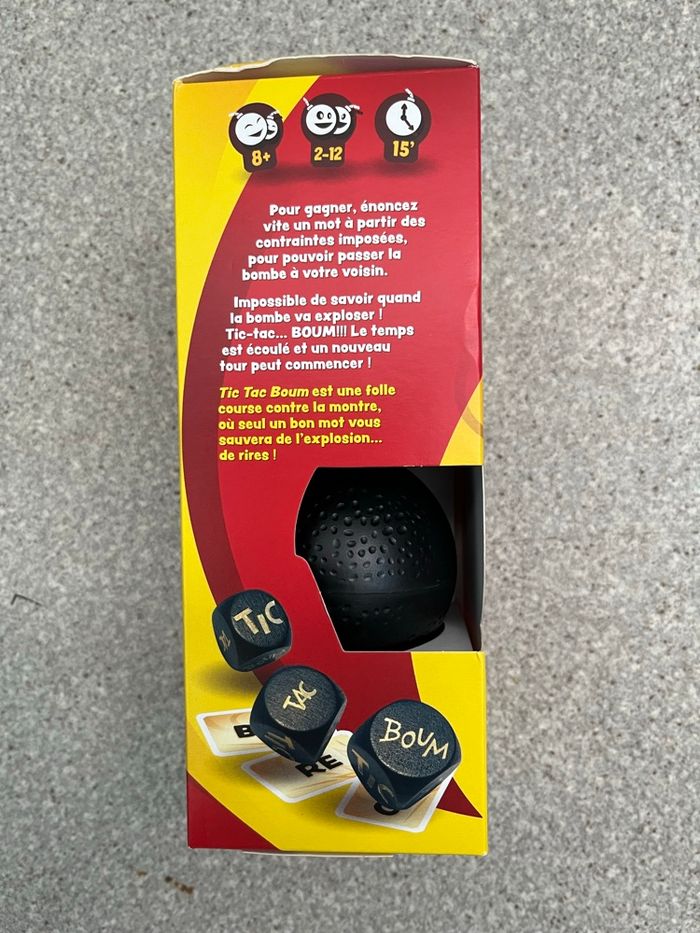 8+ 2-12 15'
Pour gagner, énoncez
vite un mot à partir des
contraintes imposées,
pour pouvoir passer la
bombe à votre voisin.
Impossible de savoir quand
la bombe va exploser !
Tic-tac... BOUM!!! Le temps
est écoulé et un nouveau
tour peut commencer !
Tic Tac Boum est une folle
course contre la montre,
où seul un bon mot vous
sauvera de l'explosion...
de rires !
TIC
TAC
BOUM
TIC
RE